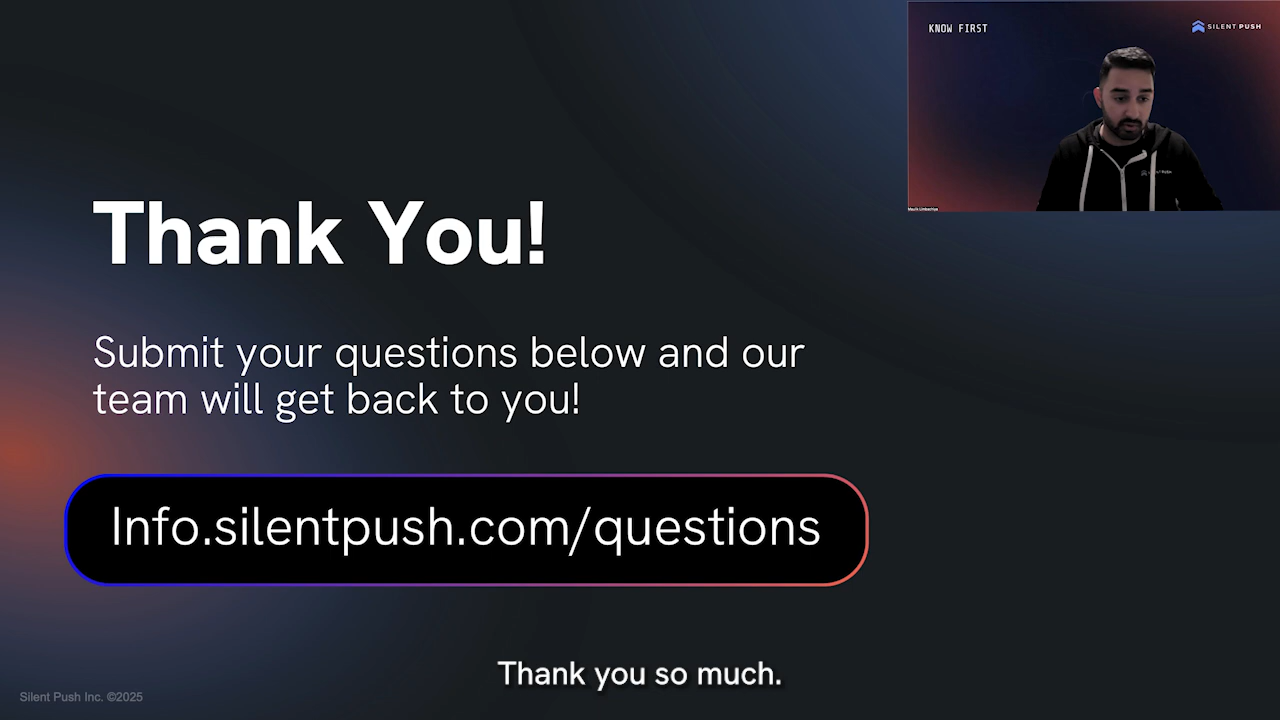 KNOW FIRST
SILENT PUSH
Thank You!
Submit your questions below and our
team will get back to you!
Info.silentpush.com/questions
Thank you so much.
Silent Push Inc. ©2025